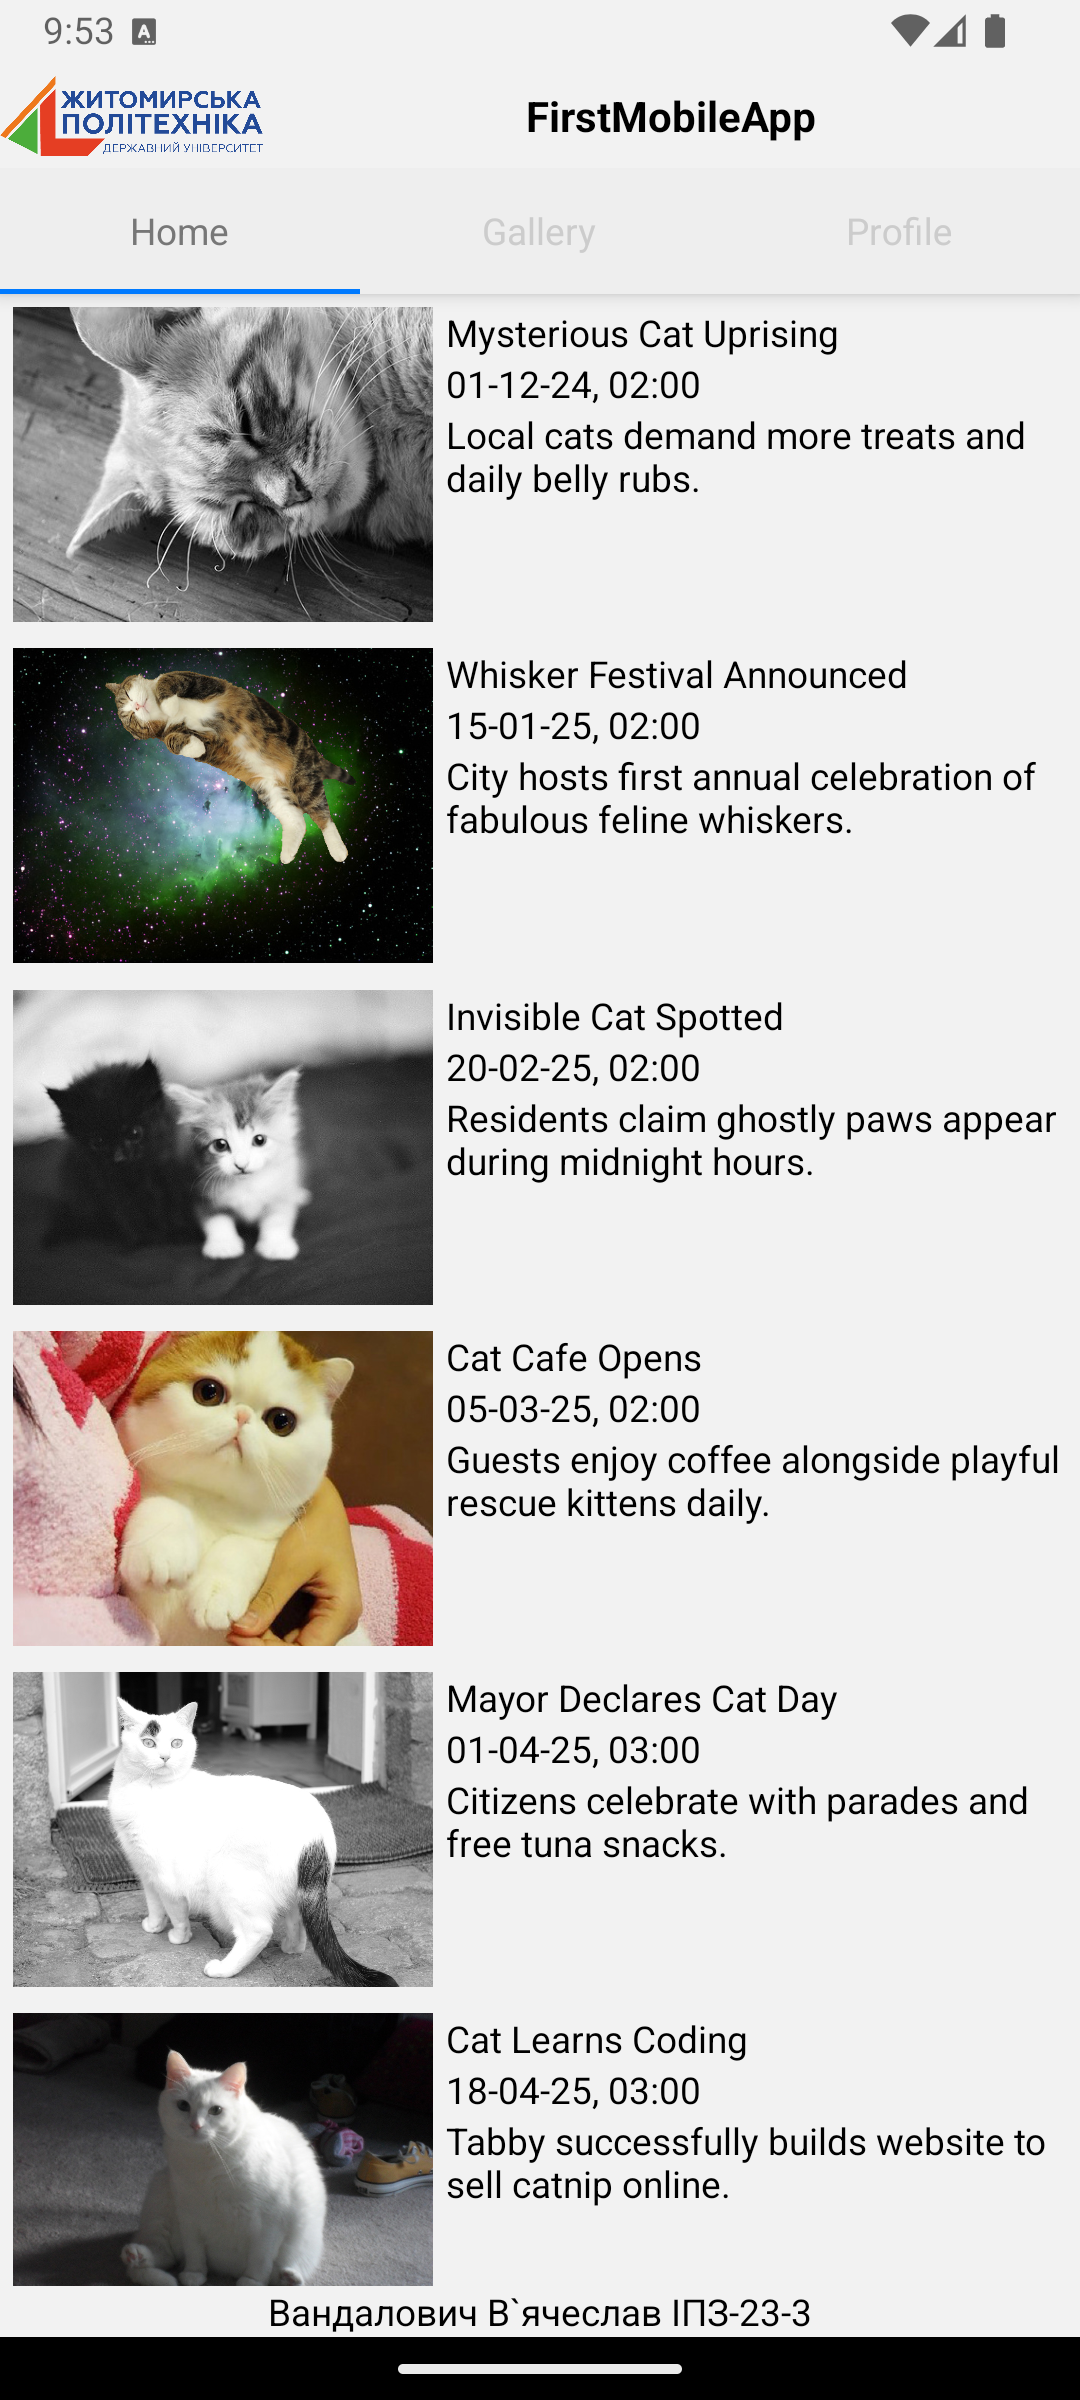 9:53
ЖИТОМИРСЬКА
ПОЛІТЕХНІКА
ДЕРЖАВНИЙ УНІВЕРСИТЕТ
FirstMobileApp
Home
Gallery
Profile
Mysterious Cat Uprising
01-12-24, 02:00
Local cats demand more treats and
daily belly rubs.
Whisker Festival Announced
15-01-25, 02:00
City hosts first annual celebration of
fabulous feline whiskers.
Invisible Cat Spotted
20-02-25, 02:00
Residents claim ghostly paws appear
during midnight hours.
Cat Cafe Opens
05-03-25, 02:00
Guests enjoy coffee alongside playful
rescue kittens daily.
Mayor Declares Cat Day
01-04-25, 03:00
Citizens celebrate with parades and
free tuna snacks.
Cat Learns Coding
18-04-25, 03:00
Tabby successfully builds website to
sell catnip online.
Вандалович В`ячеслав ІПЗ-23-3